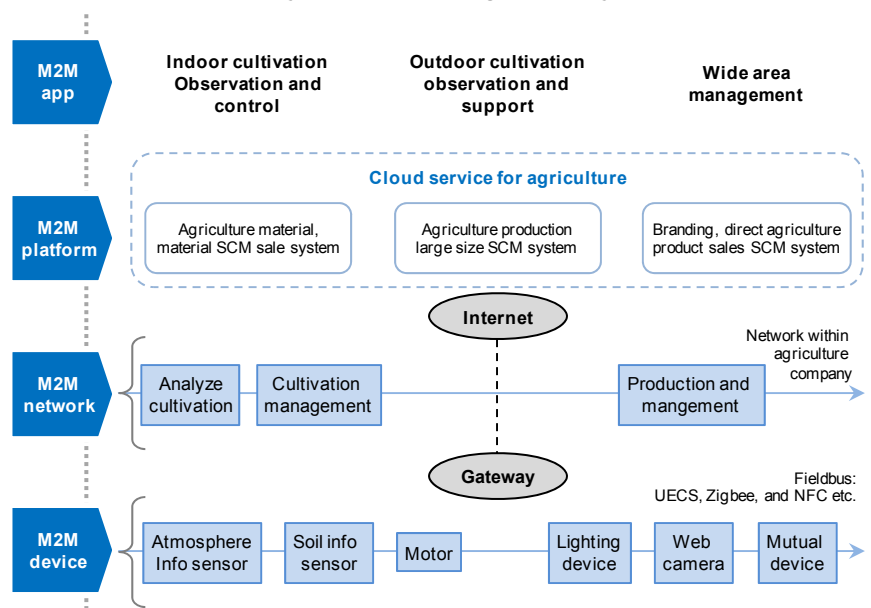 M2M
app
Indoor cultivation
Observation and
control
Outdoor cultivation
observation and
support
Wide area
management
Cloud service for agriculture
M2M
platform
Agriculture material,
material SCM sale system
Agriculture production
large size SCM system
Branding, direct agriculture
product sales SCM system
Internet
Network within
agriculture
company
M2M
network
Analyze
cultivation
Cultivation
management
Production and
mangement
Gateway
Fieldbus:
UECS, Zigbee, and NFC etc.
M2M
device
Atmosphere
Info sensor
Soil info
sensor
Motor
Lighting
device
Web
camera
Mutual
device